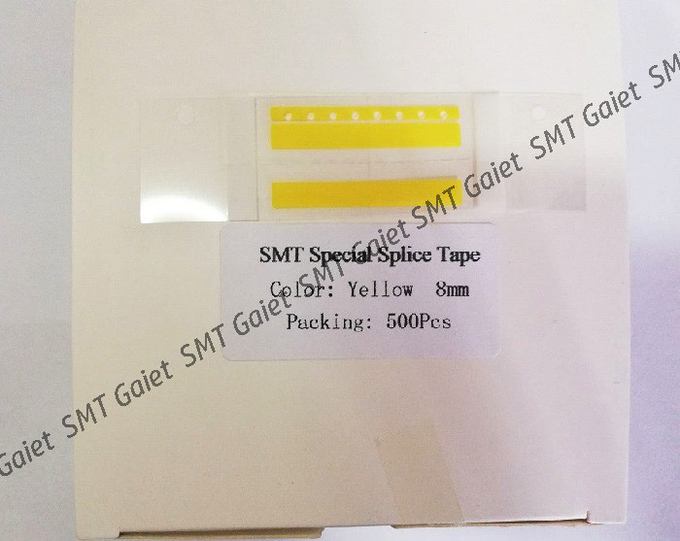 SMT Special Splice Tape
Color: Yellow 8mm
Packing: 500Pcs
Gaiet SMT Gaiet SMT Gaiet SMT Gaiet SMT Gaiet SMT Gaiet SMT